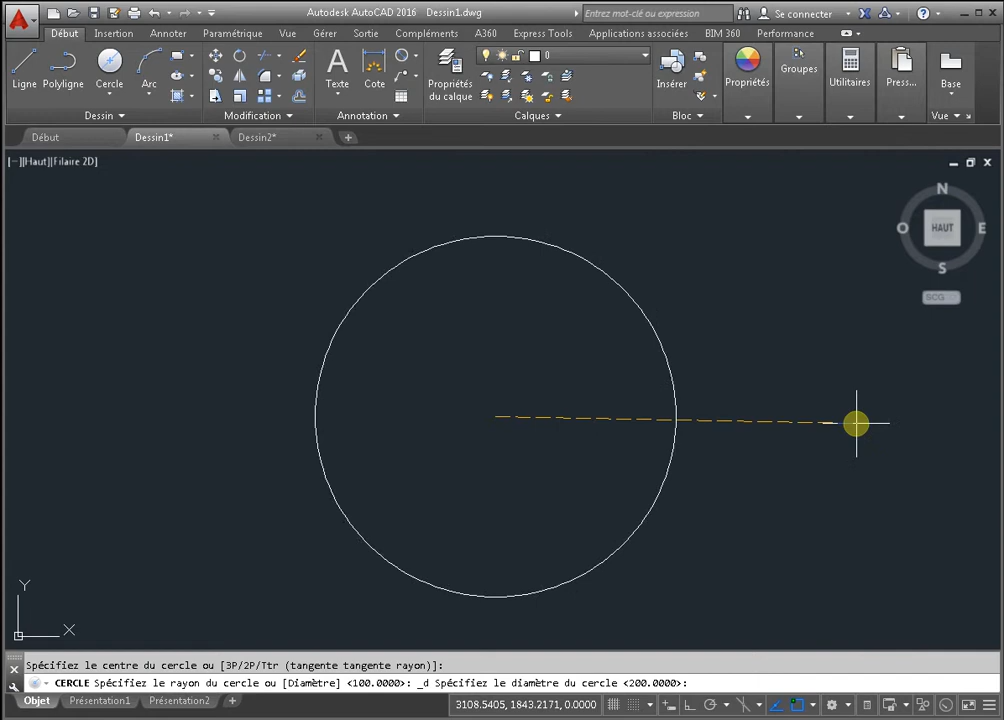 Autodesk AutoCAD 2016 Dessin1.dwg
Entrez mot-clé ou expression
Se connecter
Début Insertion Annoter Paramétrique Vue Gérer Sortie Compléments A360 Express Tools Applications associées BIM 360 Performance
0
Ligne Polyligne Cercle Arc
Texte Cote
Propriétés
du calque
Insérer
Propriétés
Groupes
Utilitaires
Press...
Base
Dessin Modification Annotation Calques Bloc Vue
Début Dessin1* Dessin2*
[−][Haut][Filaire 2D]
N
O HAUT E
S
SCG
Y
X
Spécifiez le centre du cercle ou [3P/2P/Ttr (tangente tangente rayon)]:
CERCLE Spécifiez le rayon du cercle ou [Diamètre] <100.0000>: _d Spécifiez le diamètre du cercle <200.0000>:
Objet Présentation1 Présentation2 +
3108.5405, 1843.2171, 0.0000